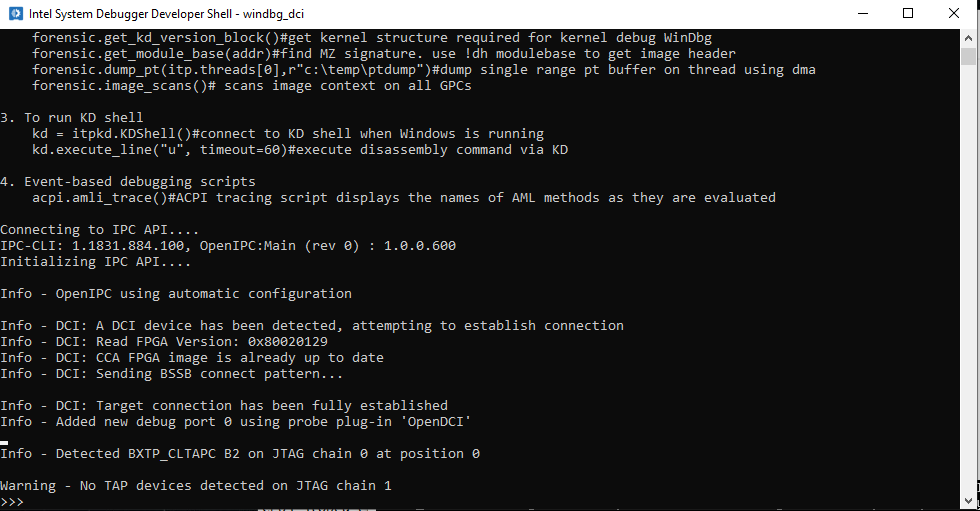 Intel System Debugger Developer Shell - windbg_dci
forensic.get_kd_version_block()#get kernel structure required for kernel debug WinDbg
forensic.get_module_base(addr)#find MZ signature. use !dh modulebase to get image header
forensic.dump_pt(itp.threads[0],r"c:\temp\ptdump")#dump single range pt buffer on thread using dma
forensic.image_scans()# scans image context on all GPCs
3. To run KD shell
kd = itpkd.KDShell()#connect to KD shell when Windows is running
kd.execute_line("u", timeout=60)#execute disassembly command via KD
4. Event-based debugging scripts
acpi.amli_trace()#ACPI tracing script displays the names of AML methods as they are evaluated
Connecting to IPC API....
IPC-CLI: 1.1831.884.100, OpenIPC:Main (rev 0) : 1.0.0.600
Initializing IPC API....
Info - OpenIPC using automatic configuration
Info - DCI: A DCI device has been detected, attempting to establish connection
Info - DCI: Read FPGA Version: 0x80020129
Info - DCI: CCA FPGA image is already up to date
Info - DCI: Sending BSSB connect pattern...
Info - DCI: Target connection has been fully established
Info - Added new debug port 0 using probe plug-in 'OpenDCI'
Info - Detected BXTP_CLTAPC B2 on JTAG chain 0 at position 0
Warning - No TAP devices detected on JTAG chain 1
>>>